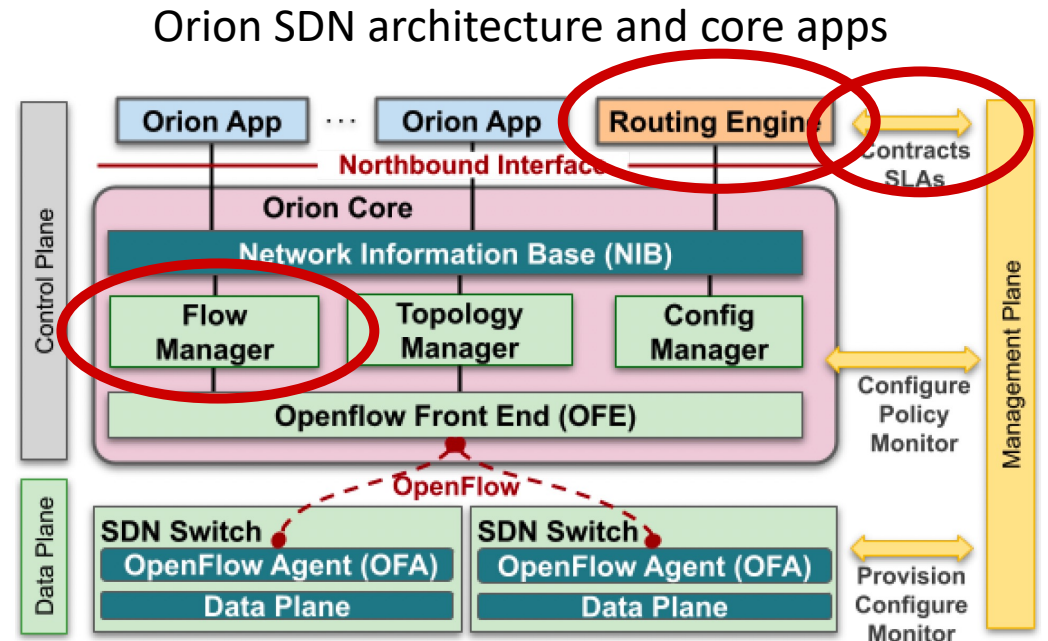 Orion SDN architecture and core apps
Orion App
...
Orion App
Routing Engine
Contracts
SLAs
Northbound Interface
Control Plane
Orion Core
Network Information Base (NIB)
Flow
Manager
Topology
Manager
Config
Manager
Management Plane
Configure
Policy
Monitor
Openflow Front End (OFE)
OpenFlow
Data Plane
SDN Switch
OpenFlow Agent (OFA)
Data Plane
SDN Switch
OpenFlow Agent (OFA)
Data Plane
Provision
Configure
Monitor